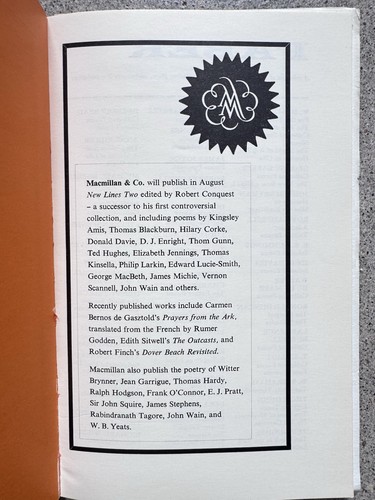 M
Macmillan & Co. will publish in August
New Lines Two edited by Robert Conquest
– a successor to his first controversial
collection, and including poems by Kingsley
Amis, Thomas Blackburn, Hilary Corke,
Donald Davie, D. J. Enright, Thom Gunn,
Ted Hughes, Elizabeth Jennings, Thomas
Kinsella, Philip Larkin, Edward Lucie-Smith,
George MacBeth, James Michie, Vernon
Scannell, John Wain and others.
Recently published works include Carmen
Bernos de Gasztold's Prayers from the Ark,
translated from the French by Rumer
Godden, Edith Sitwell's The Outcasts, and
Robert Finch's Dover Beach Revisited.
Macmillan also publish the poetry of Witter
Brynner, Jean Garrigue, Thomas Hardy,
Ralph Hodgson, Frank O'Connor, E. J. Pratt,
Sir John Squire, James Stephens,
Rabindranath Tagore, John Wain, and
W. B. Yeats.